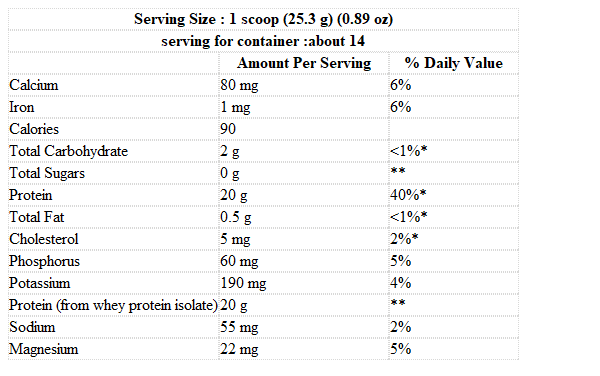 Serving Size : 1 scoop (25.3 g) (0.89 oz)
serving for container :about 14
Amount Per Serving % Daily Value
Calcium 80 mg 6%
Iron 1 mg 6%
Calories 90
Total Carbohydrate 2 g <1%*
Total Sugars 0 g **
Protein 20 g 40%*
Total Fat 0.5 g <1%*
Cholesterol 5 mg 2%*
Phosphorus 60 mg 5%
Potassium 190 mg 4%
Protein (from whey protein isolate) 20 g **
Sodium 55 mg 2%
Magnesium 22 mg 5%